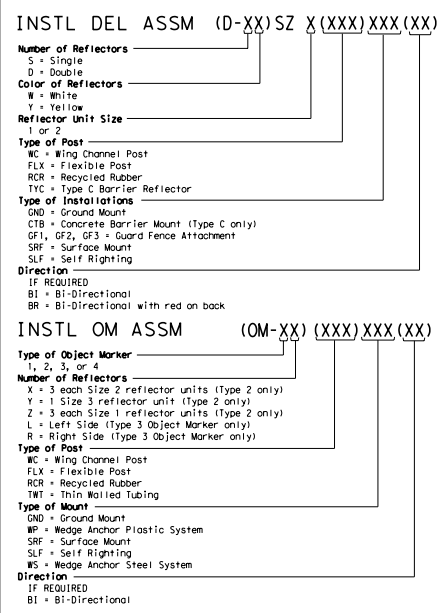 INSTL DEL ASSM (D-XX)SZ X(XXX)XXX(XX)
Number of Reflectors
S = Single
D = Double
Color of Reflectors
W = White
Y = Yellow
Reflector Unit Size
1 or 2
Type of Post
WC = Wing Channel Post
FLX = Flexible Post
RCR = Recycled Rubber
TYC = Type C Barrier Reflector
Type of Installations
GND = Ground Mount
CTB = Concrete Barrier Mount (Type C only)
GF1, GF2, GF3 = Guard Fence Attachment
SRF = Surface Mount
SLF = Self Righting
Direction
IF REQUIRED
BI = Bi-Directional
BR = Bi-Directional with red on back
INSTL OM ASSM (OM-XX)(XXX)XXX(XX)
Type of Object Marker
1, 2, 3, or 4
Number of Reflectors
X = 3 each Size 2 reflector units (Type 2 only)
Y = 1 Size 3 reflector unit (Type 2 only)
Z = 3 each Size 1 reflector units (Type 2 only)
L = Left Side (Type 3 Object Marker only)
R = Right Side (Type 3 Object Marker only)
Type of Post
WC = Wing Channel Post
FLX = Flexible Post
RCR = Recycled Rubber
TWT = Thin Walled Tubing
Type of Mount
GND = Ground Mount
WP = Wedge Anchor Plastic System
SRF = Surface Mount
SLF = Self Righting
WS = Wedge Anchor Steel System
Direction
IF REQUIRED
BI = Bi-Directional